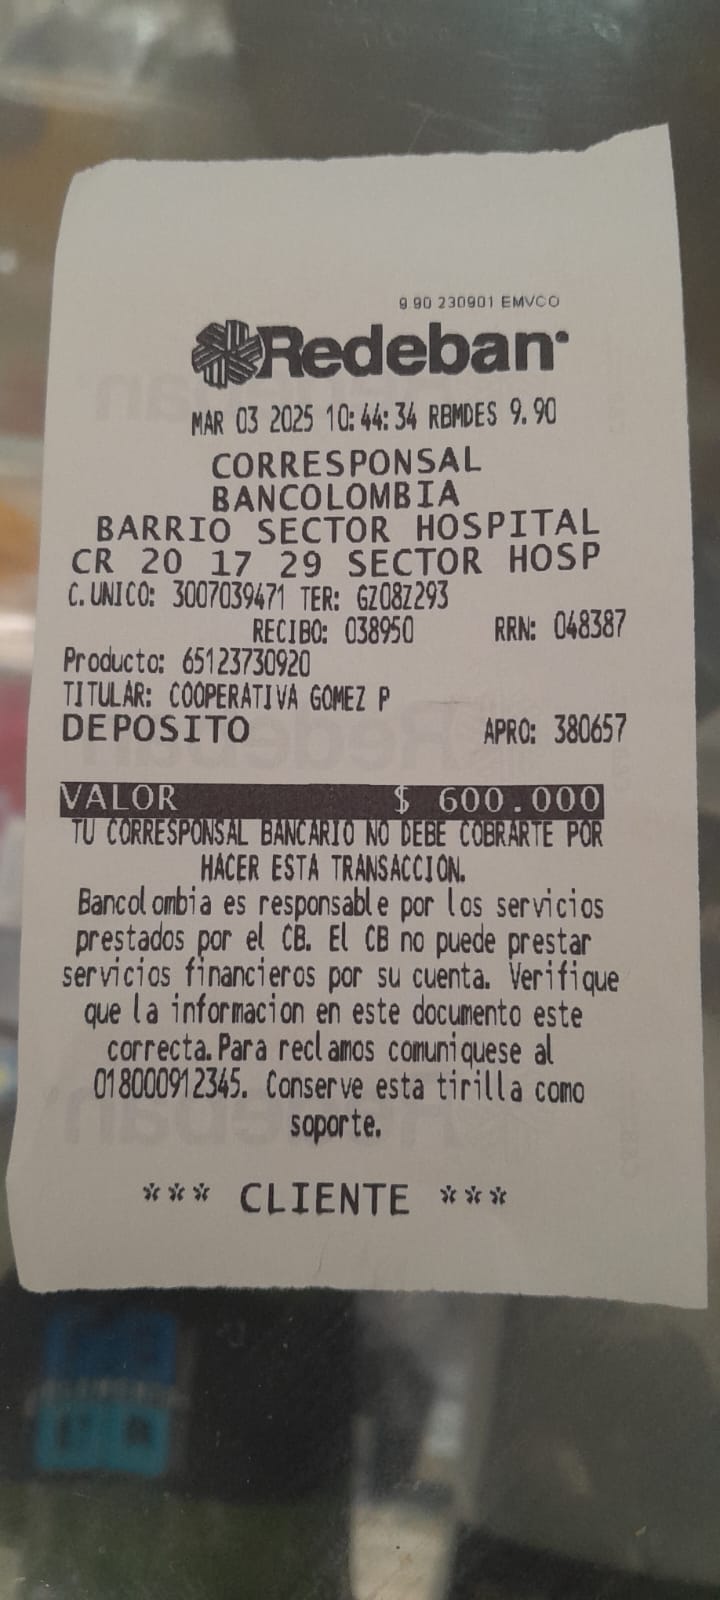 9.90 230901 EMVCO
Redeban
MAR 03 2025 10:44:34 RBMDES 9.90
CORRESPONSAL
BANCOLOMBIA
BARRIO SECTOR HOSPITAL
CR 20 17 29 SECTOR HOSP
C. UNICO: 3007039471 TER: GZ08Z293
RECIBO: 038950 RRN: 048387
Producto: 65123730920
TITULAR: COOPERATIVA GOMEZ P
DEPOSITO APRO: 380657
VALOR $ 600.000
TU CORRESPONSAL BANCARIO NO DEBE COBRARTE POR
HACER ESTA TRANSACCION.
Bancolombia es responsable por los servicios
prestados por el CB. El CB no puede prestar
servicios financieros por su cuenta. Verifique
que la informacion en este documento este
correcta. Para reclamos comuniquese al
018000912345. Conserve esta tirilla como
soporte.
*** CLIENTE ***